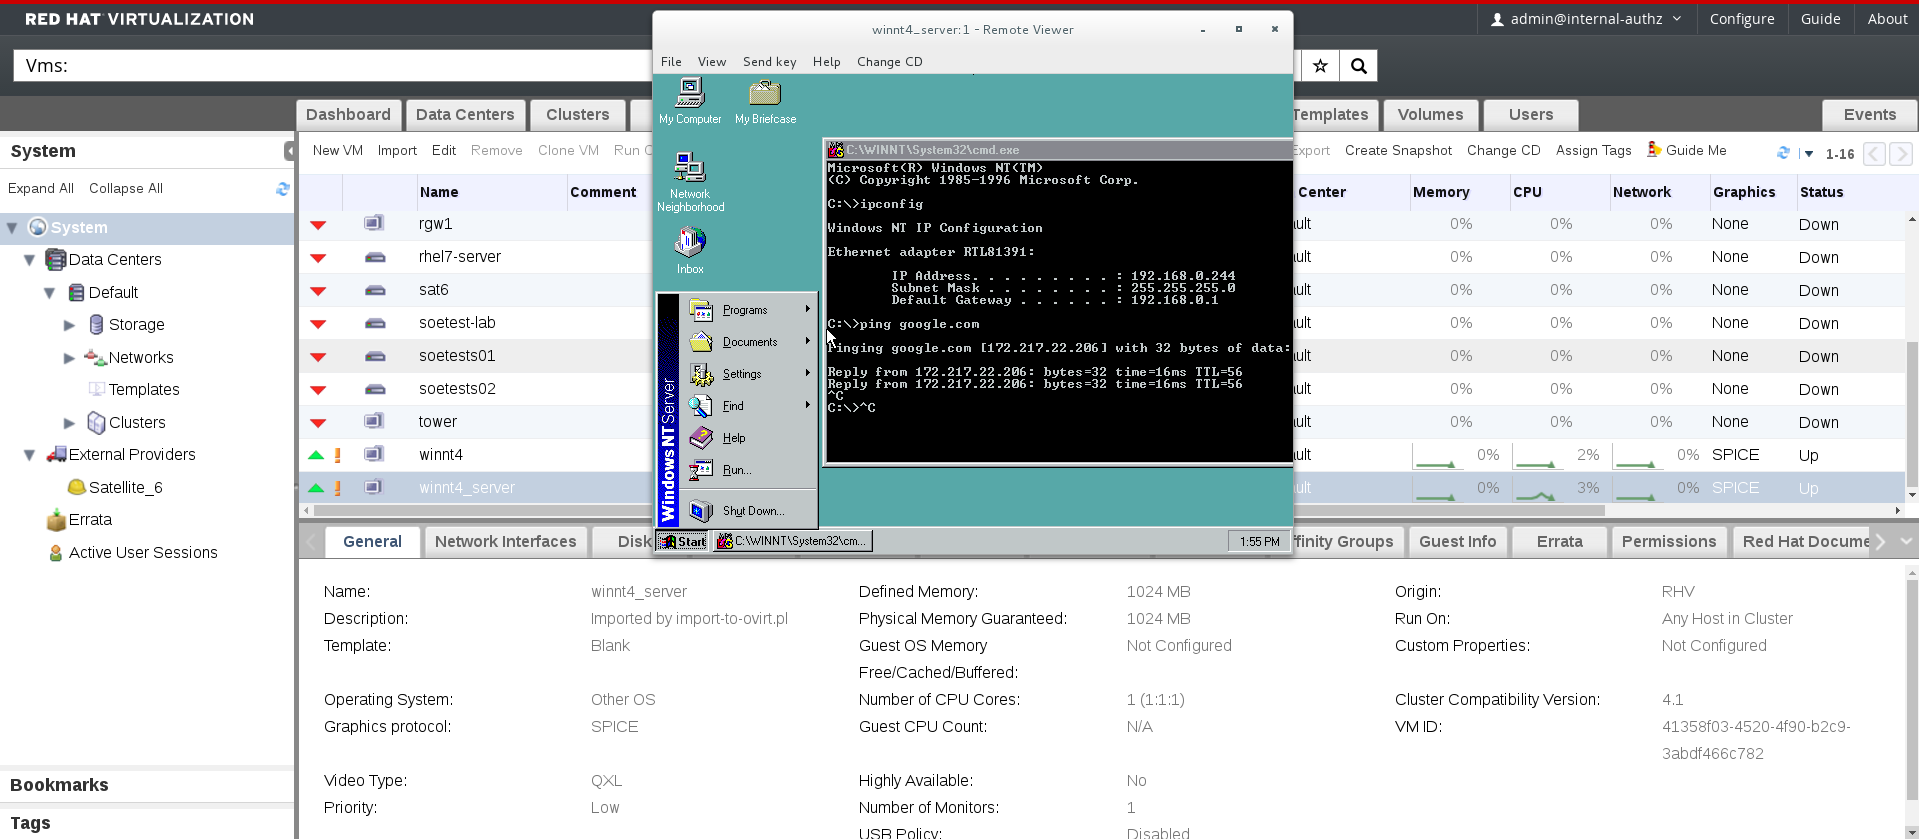 RED HAT VIRTUALIZATION
admin@internal-authz
Configure
Guide
About
Vms:
Dashboard
Data Centers
Clusters
Templates
Volumes
Users
Events
System
Expand All
Collapse All
System
Data Centers
Default
Storage
Networks
Templates
Clusters
External Providers
Satellite_6
Errata
Active User Sessions
Bookmarks
Tags
New VM
Import
Edit
Remove
Clone VM
Run
Create Snapshot
Change CD
Assign Tags
Guide Me
1-16
Name
Comment
Center
Memory
CPU
Network
Graphics
Status
rgw1
0% 0% 0% None Down
rhel7-server
0% 0% 0% None Down
sat6
0% 0% 0% None Down
soetest-lab
0% 0% 0% None Down
soetests01
0% 0% 0% None Down
soetests02
0% 0% 0% None Down
tower
0% 0% 0% None Down
winnt4
0% 2% 0% SPICE Up
winnt4_server
0% 3% 0% SPICE Up
winnt4_server:1 - Remote Viewer
File View Send key Help Change CD
My Computer
My Briefcase
Network
Neighborhood
Inbox
C:\WINNT\System32\cmd.exe
Microsoft(R) Windows NT(TM)
(C) Copyright 1985-1996 Microsoft Corp.
C:\>ipconfig
Windows NT IP Configuration
Ethernet adapter RTL81391:
IP Address. . . . . . . . . : 192.168.0.244
Subnet Mask . . . . . . . . : 255.255.255.0
Default Gateway . . . . . . : 192.168.0.1
C:\>ping google.com
Pinging google.com [172.217.22.206] with 32 bytes of data:
Reply from 172.217.22.206: bytes=32 time=16ms TTL=56
Reply from 172.217.22.206: bytes=32 time=16ms TTL=56
^C
C:\>^C
Windows NT Server
Programs
Documents
Settings
Find
Help
Run...
Shut Down...
Start
C:\WINNT\System32\cm...
1:55 PM
General
Network Interfaces
Disk
ffinity Groups
Guest Info
Errata
Permissions
Red Hat Docume
Name: winnt4_server
Description: Imported by import-to-ovirt.pl
Template: Blank
Operating System: Other OS
Graphics protocol: SPICE
Video Type: QXL
Priority: Low
Defined Memory: 1024 MB
Physical Memory Guaranteed: 1024 MB
Guest OS Memory Not Configured
Free/Cached/Buffered:
Number of CPU Cores: 1 (1:1:1)
Guest CPU Count: N/A
Highly Available: No
Number of Monitors: 1
USB Policy: Disabled
Origin: RHV
Run On: Any Host in Cluster
Custom Properties: Not Configured
Cluster Compatibility Version: 4.1
VM ID: 41358f03-4520-4f90-b2c9-
3abdf466c782